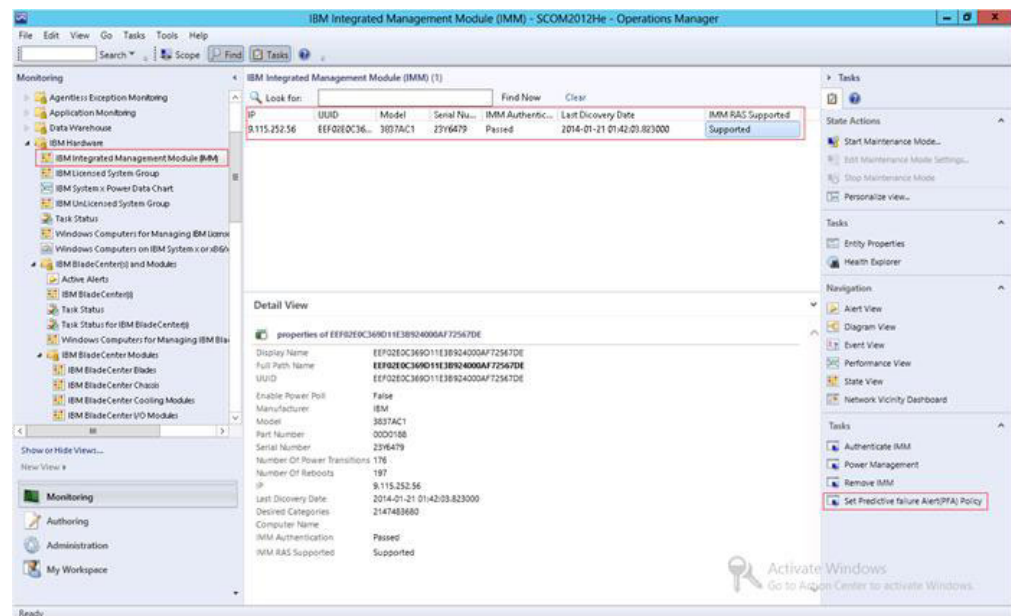 IBM Integrated Management Module (IMM) - SCOM2012He - Operations Manager
File Edit View Go Tasks Tools Help
Search Scope Find Tasks
Monitoring
Agentless Exception Monitoring
Application Monitoring
Data Warehouse
IBM Hardware
IBM Integrated Management Module (IMM)
IBM Licensed System Group
IBM System x Power Data Chart
IBM UnLicensed System Group
Task Status
Windows Computers for Managing IBM Licens
Windows Computers on IBM System x or x86/x
IBM BladeCenter(s) and Modules
Active Alerts
IBM BladeCenter(s)
Task Status
Task Status for IBM BladeCenter(s)
Windows Computers for Managing IBM Blad
IBM BladeCenter Modules
IBM BladeCenter Blades
IBM BladeCenter Chassis
IBM BladeCenter Cooling Modules
IBM BladeCenter I/O Modules
Show or Hide Views...
New View
Monitoring
Authoring
Administration
My Workspace
Ready
IBM Integrated Management Module (IMM) (1)
Look for: Find Now Clear
IP UUID Model Serial Nu... IMM Authentic... Last Dicovery Date IMM RAS Supported
9.115.252.56 EEF02E0C36... 3837AC1 23Y6479 Passed 2014-01-21 01:42:03.823000 Supported
Detail View
properties of EEF02E0C369D11E3B924000AF72567DE
Display Name EEF02E0C369D11E3B924000AF72567DE
Full Path Name EEF02E0C369D11E3B924000AF72567DE
UUID EEF02E0C369D11E3B924000AF72567DE
Enable Power Poll False
Manufacturer IBM
Model 3837AC1
Part Number 00D0188
Serial Number 23Y6479
Number Of Power Transitions 176
Number Of Reboots 197
IP 9.115.252.56
Last Dicovery Date 2014-01-21 01:42:03.823000
Desired Categories 2147483680
Computer Name
IMM Authentication Passed
IMM RAS Supported Supported
Tasks
State Actions
Start Maintenance Mode...
Edit Maintenance Mode Settings...
Stop Maintenance Mode
Personalize view...
Tasks
Entity Properties
Health Explorer
Navigation
Alert View
Diagram View
Event View
Performance View
State View
Network Vicinity Dashboard
Tasks
Authenticate IMM
Power Management
Remove IMM
Set Predictive failure Alert(PFA) Policy
Activate Windows
Go to Action Center to activate Windows.